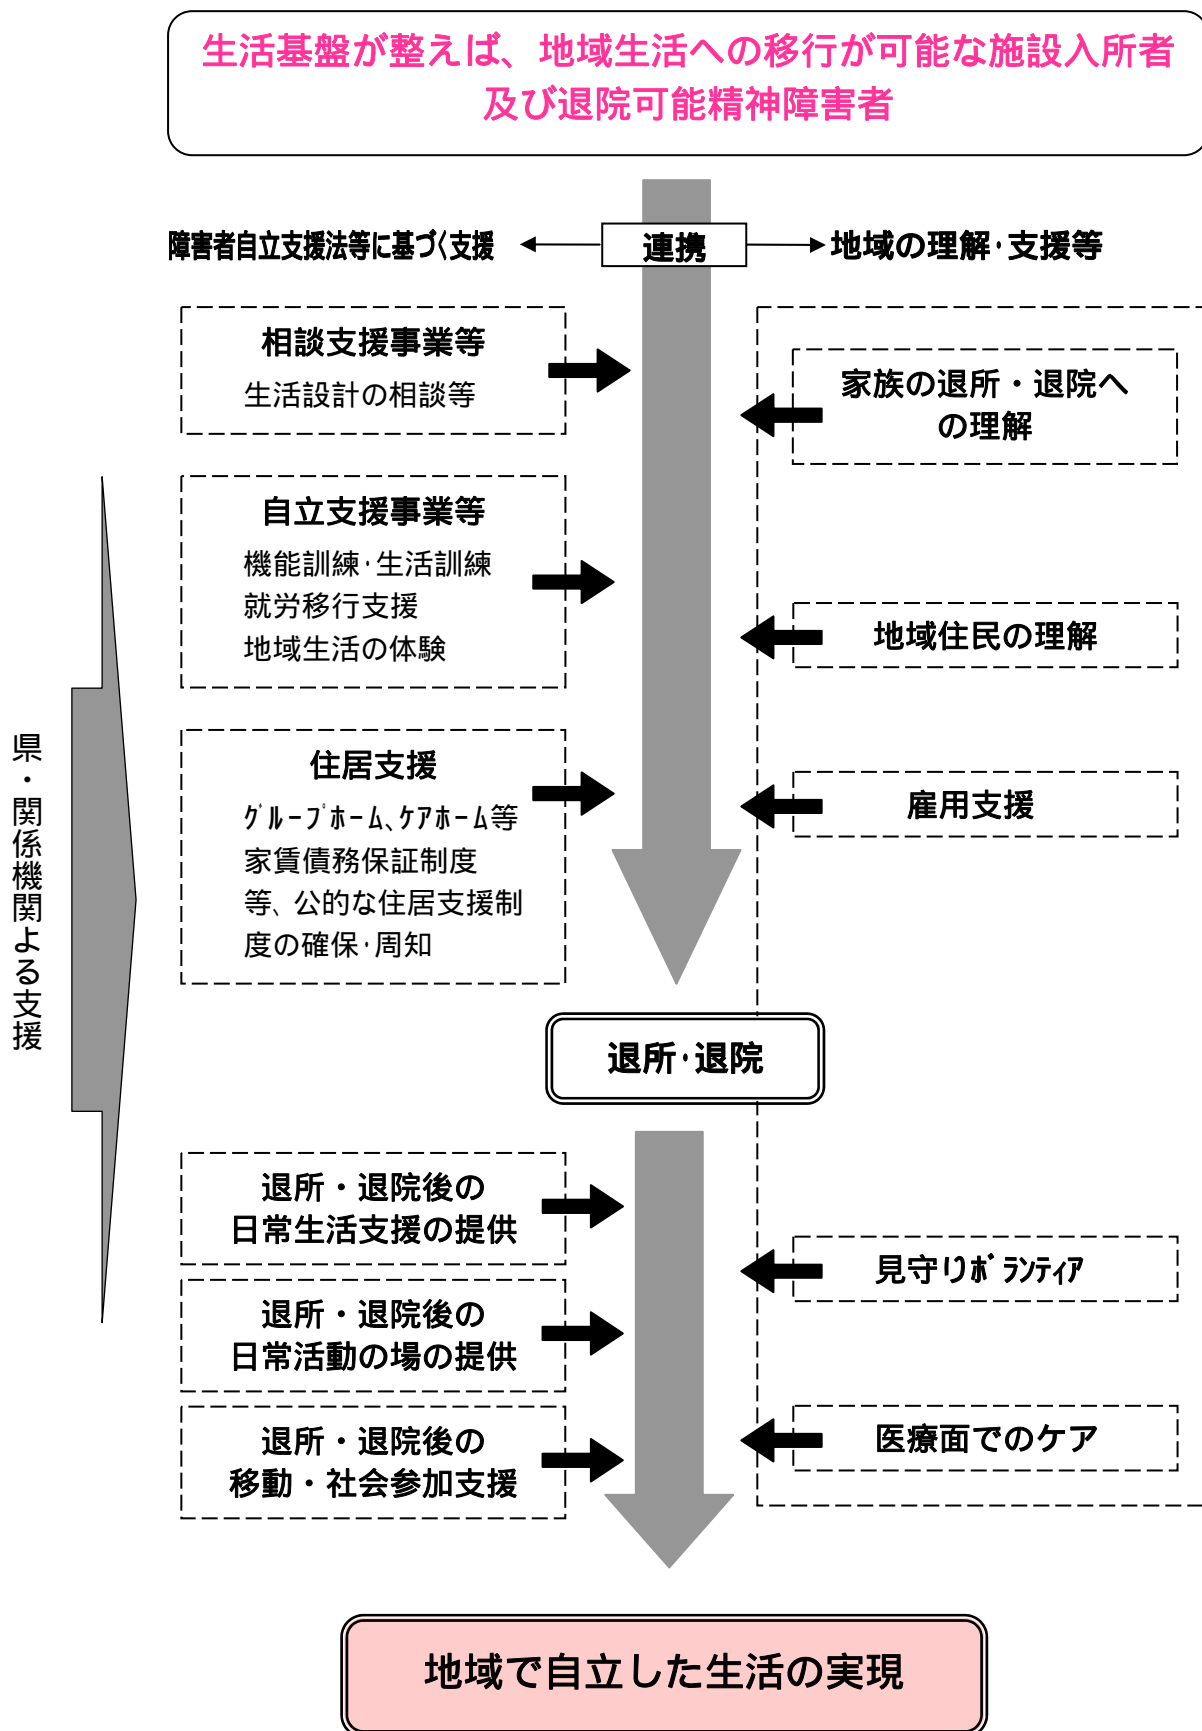 生活基盤が整えば、地域生活への移行が可能な施設入所者
及び退院可能精神障害者
障害者自立支援法等に基づく支援
連携
地域の理解・支援等
相談支援事業等
生活設計の相談等
家族の退所・退院へ
の理解
自立支援事業等
機能訓練・生活訓練
就労移行支援
地域生活の体験
地域住民の理解
住居支援
ｸﾞﾙｰﾌﾟﾎｰﾑ、ｹｱﾎｰﾑ等
家賃債務保証制度
等、公的な住居支援制
度の確保・周知
雇用支援
県・関係機関よる支援
退所・退院
退所・退院後の
日常生活支援の提供
見守りﾎﾞﾗﾝﾃｨｱ
退所・退院後の
日常活動の場の提供
退所・退院後の
移動・社会参加支援
医療面でのケア
地域で自立した生活の実現